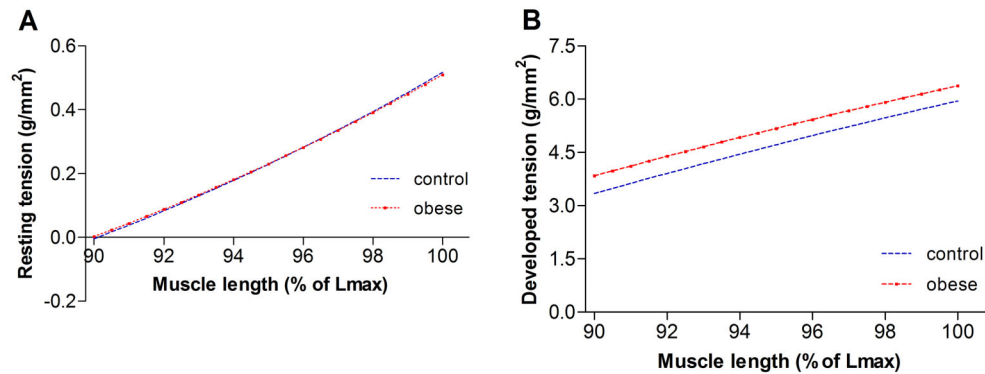 A
Resting tension (g/mm²)
0.6
0.4
0.2
0.0
-0.2
90 92 94 96 98 100
Muscle length (% of Lmax)
control
obese
B
Developed tension (g/mm²)
7.5
6.0
4.5
3.0
1.5
0.0
90 92 94 96 98 100
Muscle length (% of Lmax)
control
obese